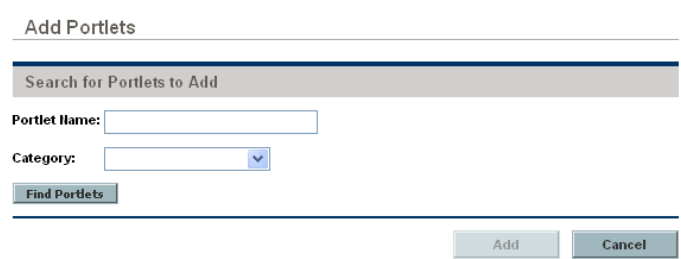 Add Portlets
Search for Portlets to Add
Portlet Name:
Category:
Find Portlets
Add Cancel